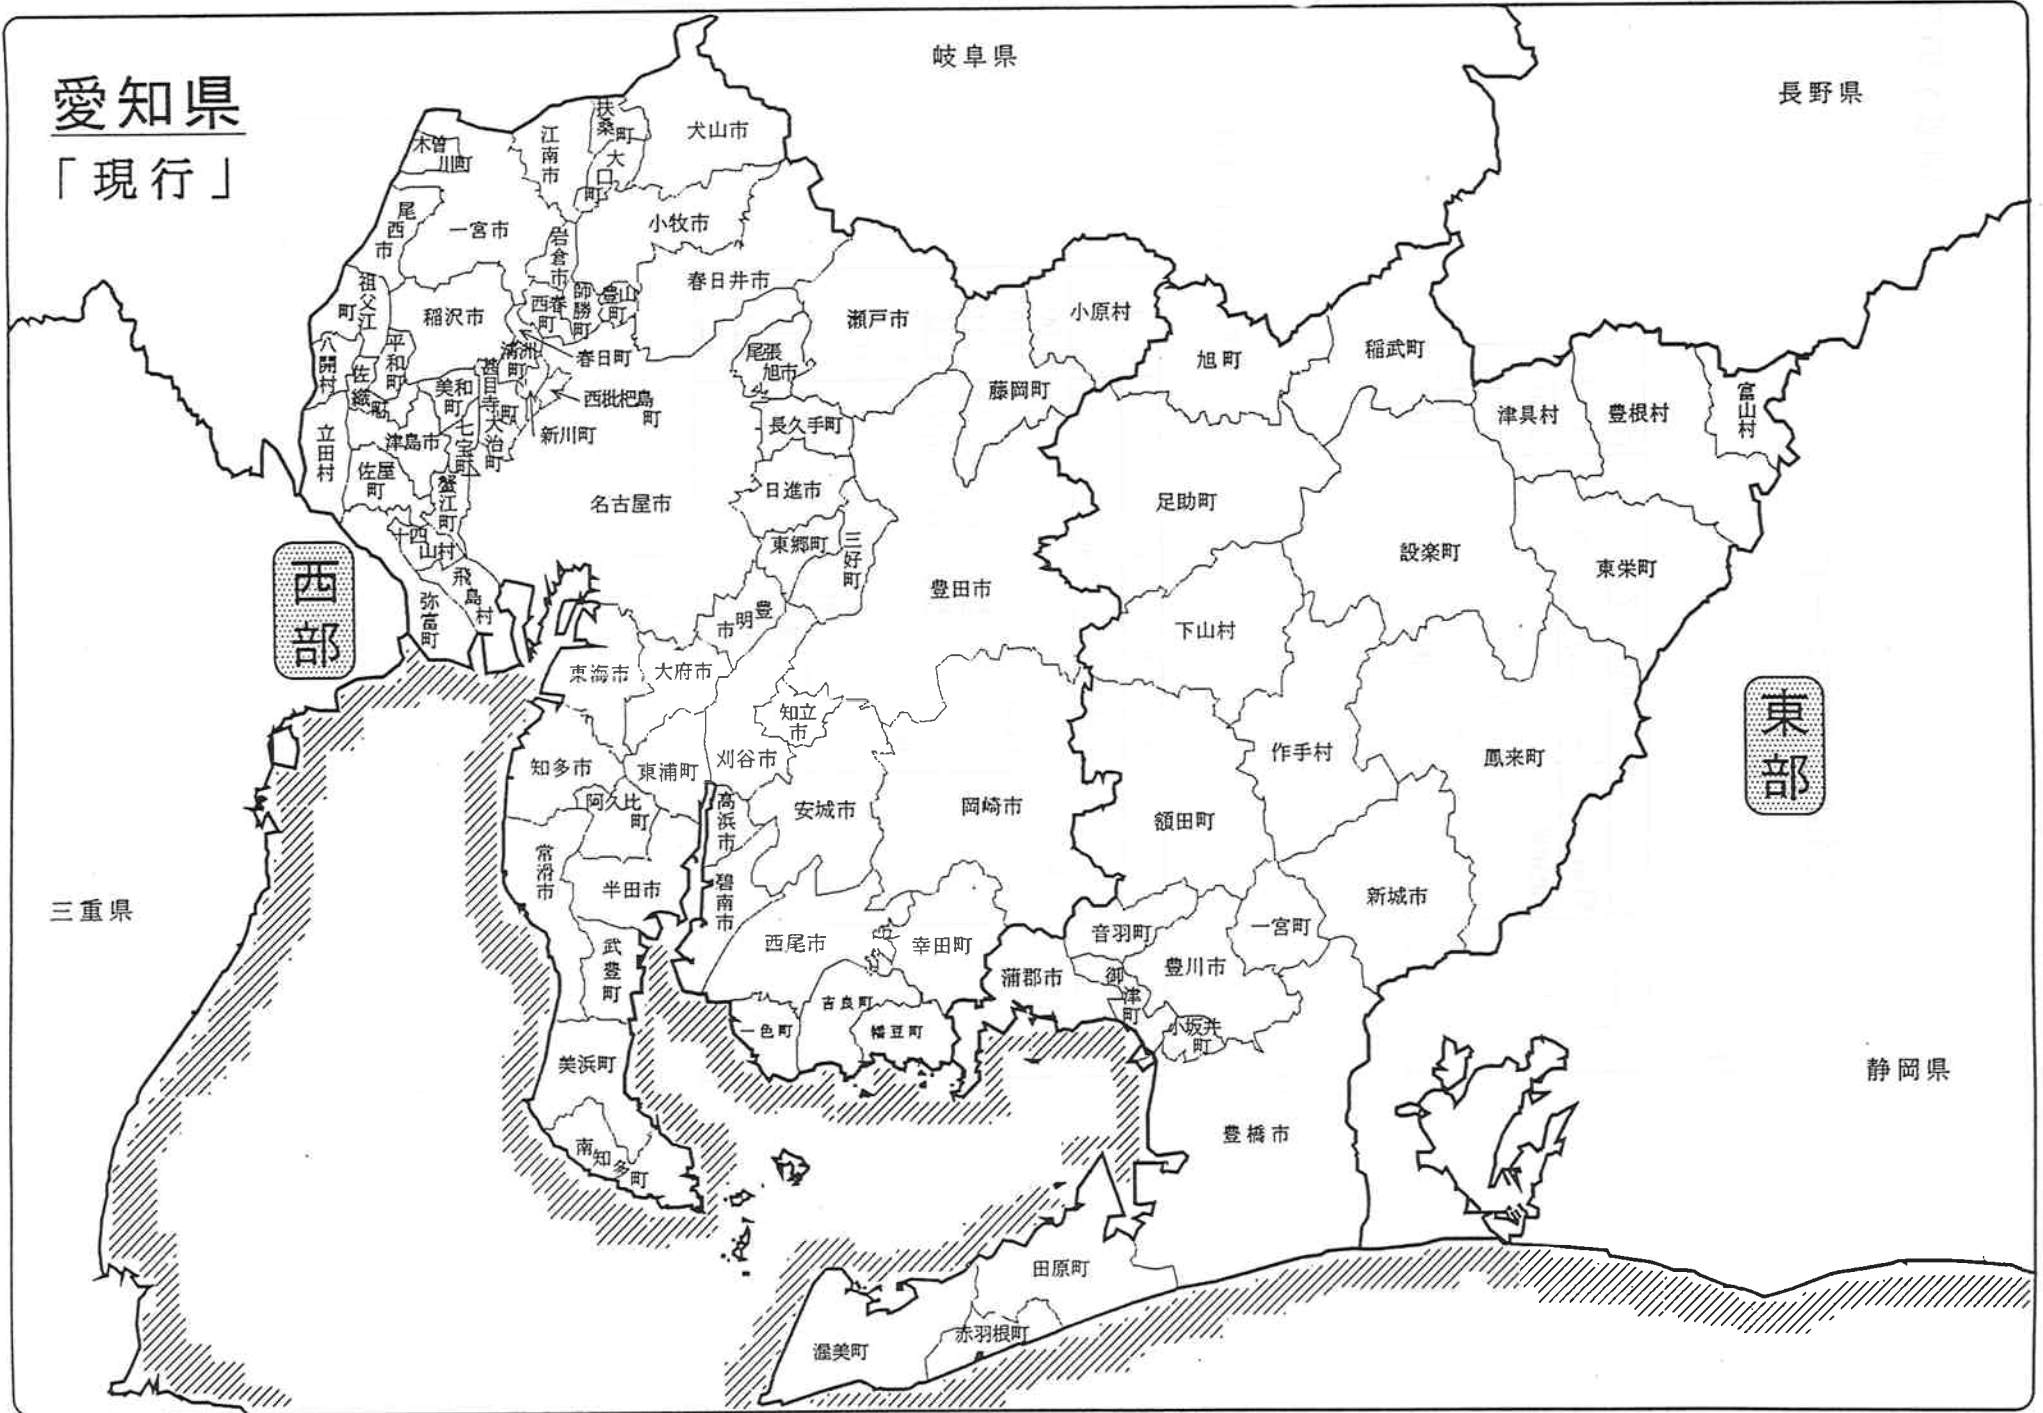 愛知県
「現行」
岐阜県
長野県
三重県
静岡県
西部
東部
犬山市
扶桑町
大口町
江南市
木曽川町
尾西市
一宮市
岩倉市
小牧市
春日井市
瀬戸市
小原村
藤岡町
旭町
稲武町
津具村
豊根村
富山村
祖父江町
稲沢市
西春町
師勝町
豊山町
春日町
清洲町
西枇杷島町
新川町
尾張旭市
長久手町
八開村
佐織町
平和町
美和町
甚目寺町
七宝町
大治町
津島市
立田村
佐屋町
蟹江町
十四山村
飛島村
弥富町
名古屋市
日進市
東郷町
三好町
豊明市
豊田市
足助町
設楽町
東栄町
下山村
作手村
鳳来町
東海市
大府市
知立市
刈谷市
知多市
東浦町
阿久比町
高浜市
安城市
岡崎市
額田町
新城市
常滑市
半田市
碧南市
西尾市
幸田町
武豊町
吉良町
一色町
幡豆町
蒲郡市
音羽町
御津町
豊川市
一宮町
小坂井町
美浜町
南知多町
豊橋市
田原町
赤羽根町
渥美町